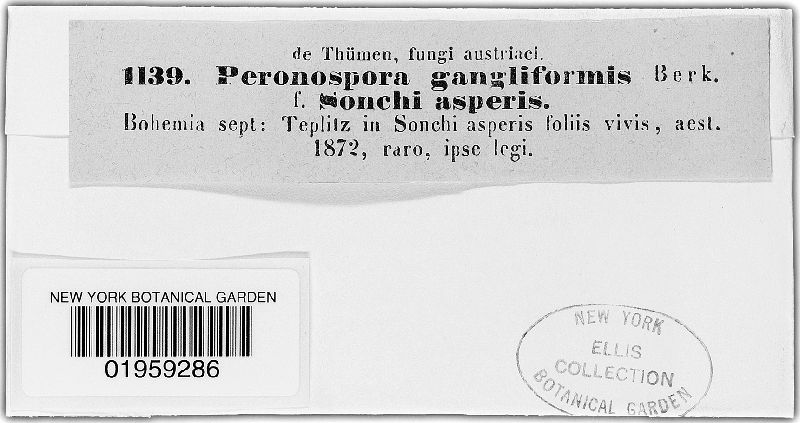 de Thümen, fungi austriaci.
1139. Peronospora gangliformis Berk.
f. Sonchi asperis.
Bohemia sept: Teplitz in Sonchi asperis foliis vivis, aest.
1872, raro, ipse legi.
NEW YORK BOTANICAL GARDEN
01959286
NEW YORK
ELLIS
COLLECTION
BOTANICAL GARDEN